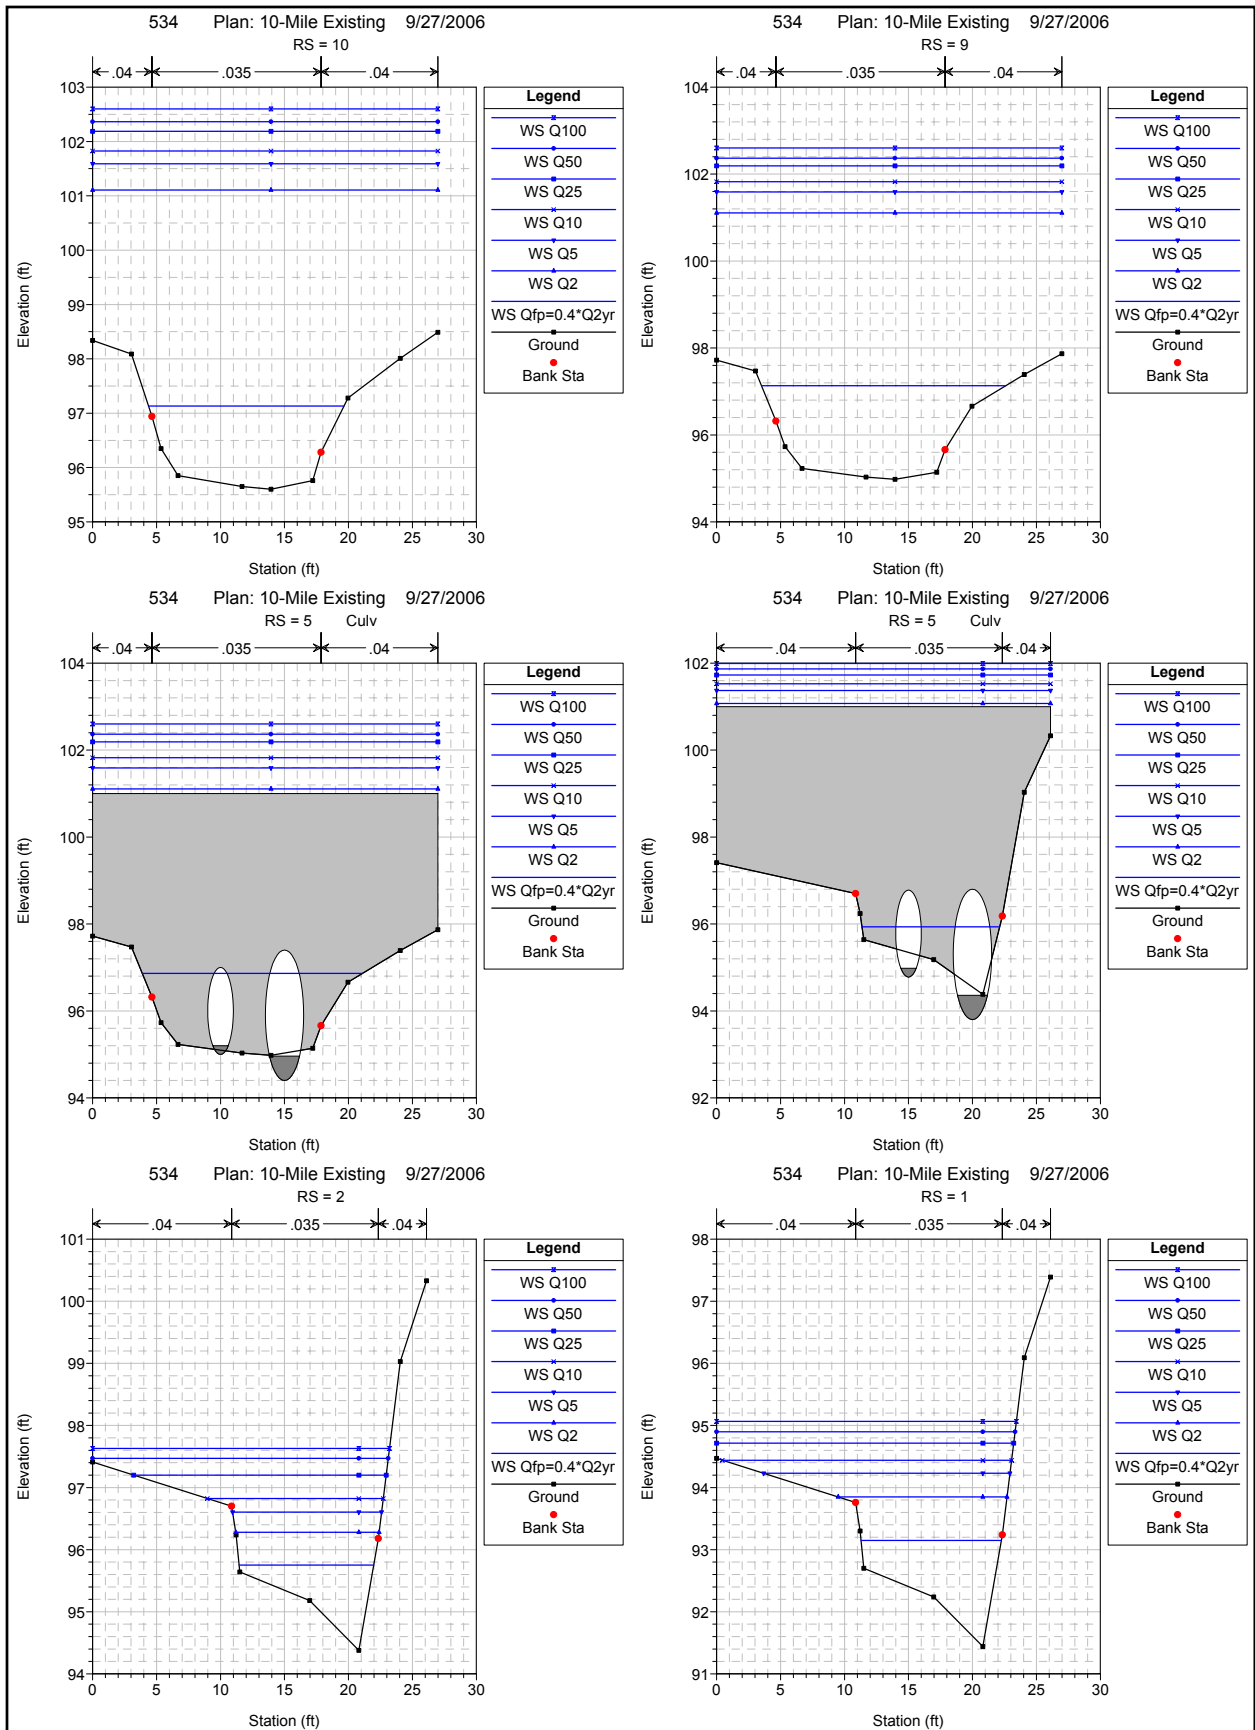 534 Plan: 10-Mile Existing 9/27/2006
RS = 10
.04 .035 .04
103
102
101
100
99
98
97
96
95
0 5 10 15 20 25 30
Station (ft)
Elevation (ft)
Legend
WS Q100
WS Q50
WS Q25
WS Q10
WS Q5
WS Q2
WS Qfp=0.4*Q2yr
Ground
Bank Sta
534 Plan: 10-Mile Existing 9/27/2006
RS = 9
.04 .035 .04
104
102
100
98
96
94
0 5 10 15 20 25 30
Station (ft)
Elevation (ft)
Legend
WS Q100
WS Q50
WS Q25
WS Q10
WS Q5
WS Q2
WS Qfp=0.4*Q2yr
Ground
Bank Sta
534 Plan: 10-Mile Existing 9/27/2006
RS = 5 Culv
.04 .035 .04
104
102
100
98
96
94
0 5 10 15 20 25 30
Station (ft)
Elevation (ft)
Legend
WS Q100
WS Q50
WS Q25
WS Q10
WS Q5
WS Q2
WS Qfp=0.4*Q2yr
Ground
Bank Sta
534 Plan: 10-Mile Existing 9/27/2006
RS = 5 Culv
.04 .035 .04
102
100
98
96
94
92
0 5 10 15 20 25 30
Station (ft)
Elevation (ft)
Legend
WS Q100
WS Q50
WS Q25
WS Q10
WS Q5
WS Q2
WS Qfp=0.4*Q2yr
Ground
Bank Sta
534 Plan: 10-Mile Existing 9/27/2006
RS = 2
.04 .035 .04
101
100
99
98
97
96
95
94
0 5 10 15 20 25 30
Station (ft)
Elevation (ft)
Legend
WS Q100
WS Q50
WS Q25
WS Q10
WS Q5
WS Q2
WS Qfp=0.4*Q2yr
Ground
Bank Sta
534 Plan: 10-Mile Existing 9/27/2006
RS = 1
.04 .035 .04
98
97
96
95
94
93
92
91
0 5 10 15 20 25 30
Station (ft)
Elevation (ft)
Legend
WS Q100
WS Q50
WS Q25
WS Q10
WS Q5
WS Q2
WS Qfp=0.4*Q2yr
Ground
Bank Sta